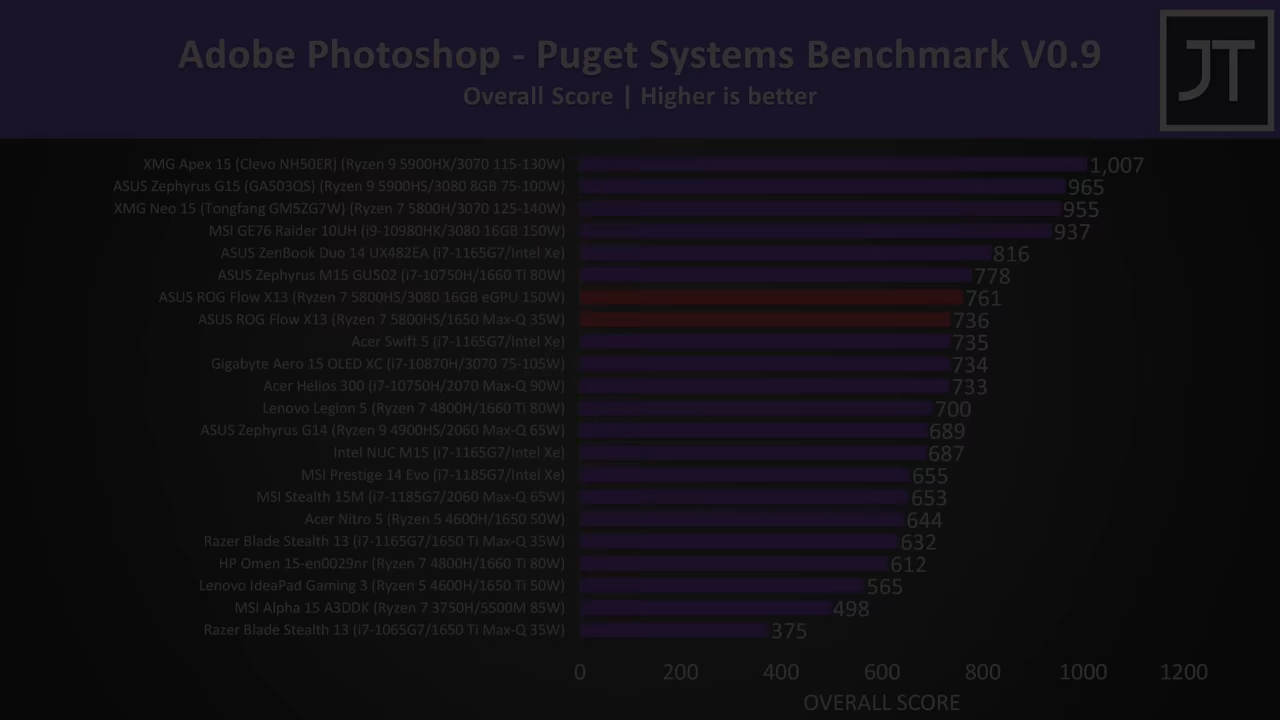 Adobe Photoshop - Puget Systems Benchmark V0.9
Overall Score | Higher is better
JT
XMG Apex 15 (Clevo NH50ER) (Ryzen 9 5900HX/3070 115-130W) 1,007
ASUS Zephyrus G15 (GA503QS) (Ryzen 9 5900HS/3080 8GB 75-100W) 965
XMG Neo 15 (Tongfang GM5ZG7W) (Ryzen 7 5800H/3070 125-140W) 955
MSI GE76 Raider 10UH (i9-10980HK/3080 16GB 150W) 937
ASUS ZenBook Duo 14 UX482EA (i7-1165G7/Intel Xe) 816
ASUS Zephyrus M15 GU502 (i7-10750H/1660 Ti 80W) 778
ASUS ROG Flow X13 (Ryzen 7 5800HS/3080 16GB eGPU 150W) 761
ASUS ROG Flow X13 (Ryzen 7 5800HS/1650 Max-Q 35W) 736
Acer Swift 5 (i7-1165G7/Intel Xe) 735
Gigabyte Aero 15 OLED XC (i7-10870H/3070 75-105W) 734
Acer Helios 300 (i7-10750H/2070 Max-Q 90W) 733
Lenovo Legion 5 (Ryzen 7 4800H/1660 Ti 80W) 700
ASUS Zephyrus G14 (Ryzen 9 4900HS/2060 Max-Q 65W) 689
Intel NUC M15 (i7-1165G7/Intel Xe) 687
MSI Prestige 14 Evo (i7-1185G7/Intel Xe) 655
MSI Stealth 15M (i7-1185G7/2060 Max-Q 65W) 653
Acer Nitro 5 (Ryzen 5 4600H/1650 50W) 644
Razer Blade Stealth 13 (i7-1165G7/1650 Ti Max-Q 35W) 632
HP Omen 15-en0029nr (Ryzen 7 4800H/1660 Ti 80W) 612
Lenovo IdeaPad Gaming 3 (Ryzen 5 4600H/1650 Ti 50W) 565
MSI Alpha 15 A3DDK (Ryzen 7 3750H/5500M 85W) 498
Razer Blade Stealth 13 (i7-1065G7/1650 Ti Max-Q 35W) 375
0 200 400 600 800 1000 1200
OVERALL SCORE